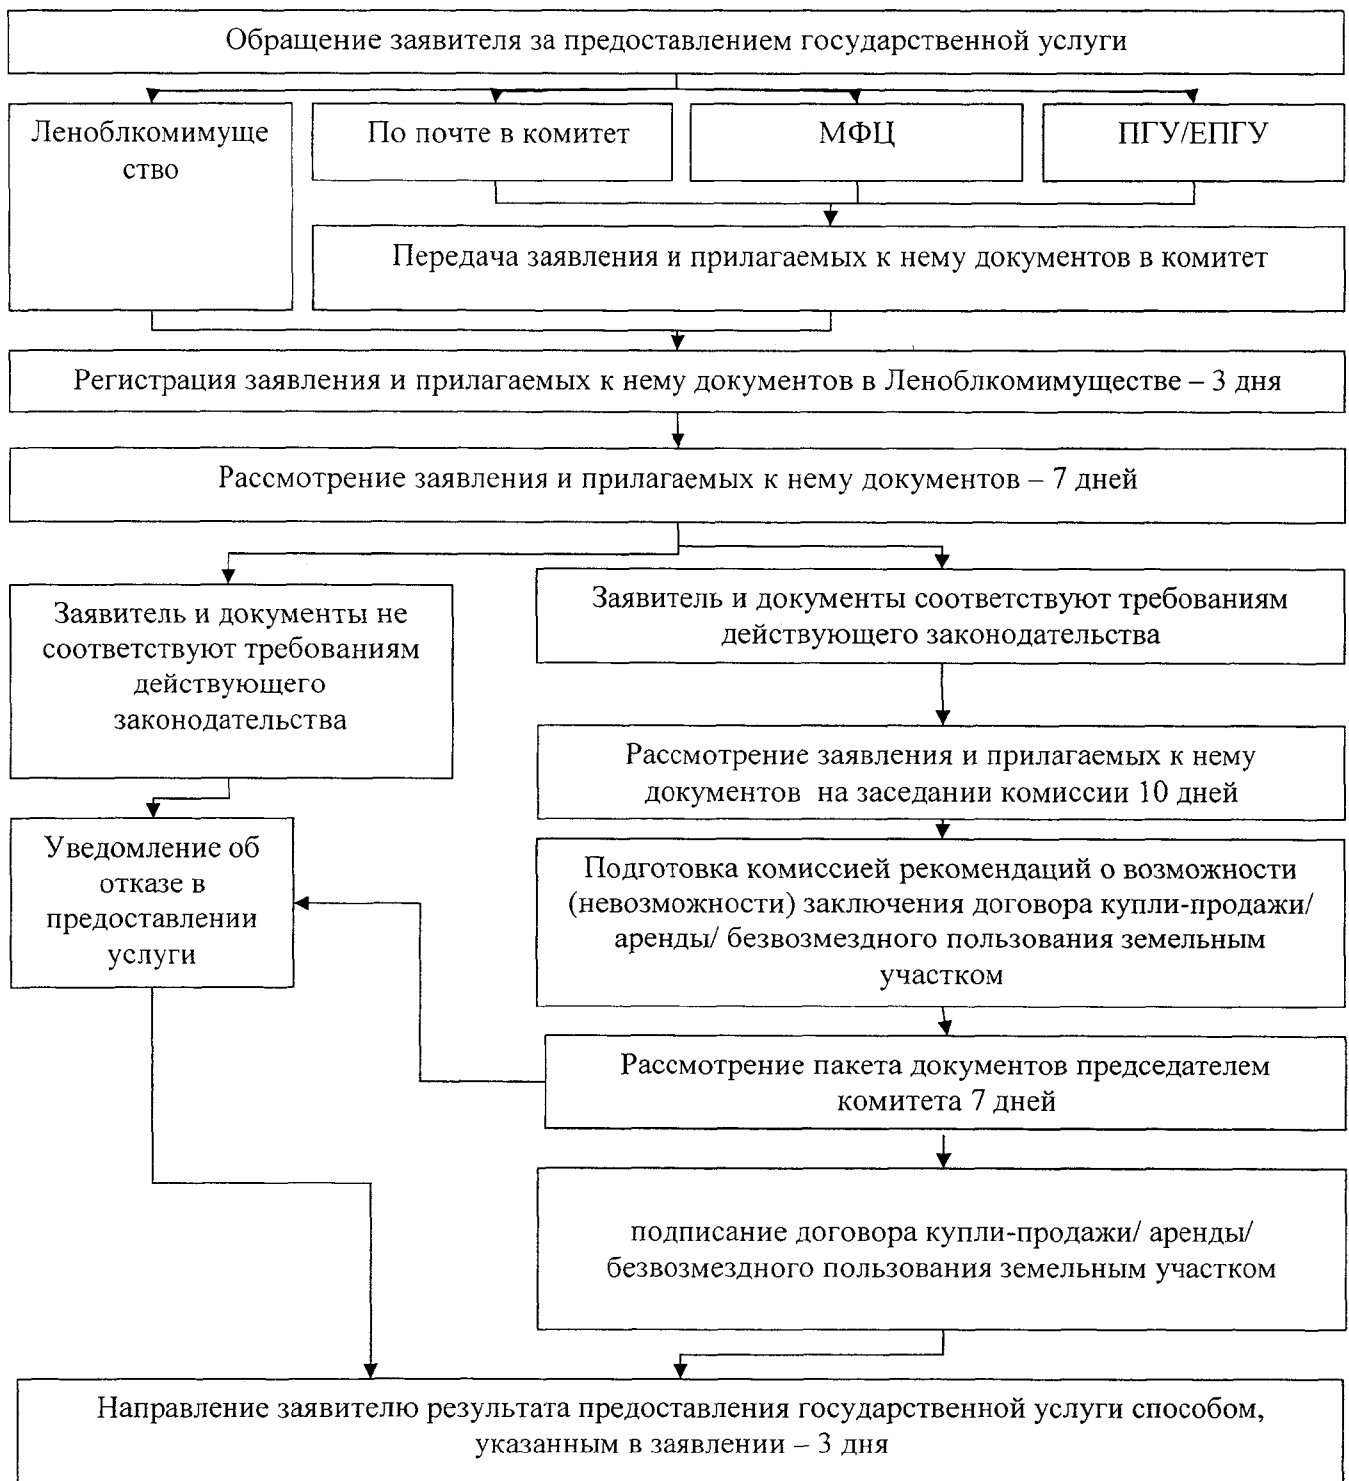 Обращение заявителя за предоставлением государственной услуги
Леноблкомимуще
ство
По почте в комитет
МФЦ
ПГУ/ЕПГУ
Передача заявления и прилагаемых к нему документов в комитет
Регистрация заявления и прилагаемых к нему документов в Леноблкомимуществе – 3 дня
Рассмотрение заявления и прилагаемых к нему документов – 7 дней
Заявитель и документы не
соответствуют требованиям
действующего
законодательства
Заявитель и документы соответствуют требованиям
действующего законодательства
Рассмотрение заявления и прилагаемых к нему
документов на заседании комиссии 10 дней
Уведомление об
отказе в
предоставлении
услуги
Подготовка комиссией рекомендаций о возможности
(невозможности) заключения договора купли-продажи/
аренды/ безвозмездного пользования земельным
участком
Рассмотрение пакета документов председателем
комитета 7 дней
подписание договора купли-продажи/ аренды/
безвозмездного пользования земельным участком
Направление заявителю результата предоставления государственной услуги способом,
указанным в заявлении – 3 дня